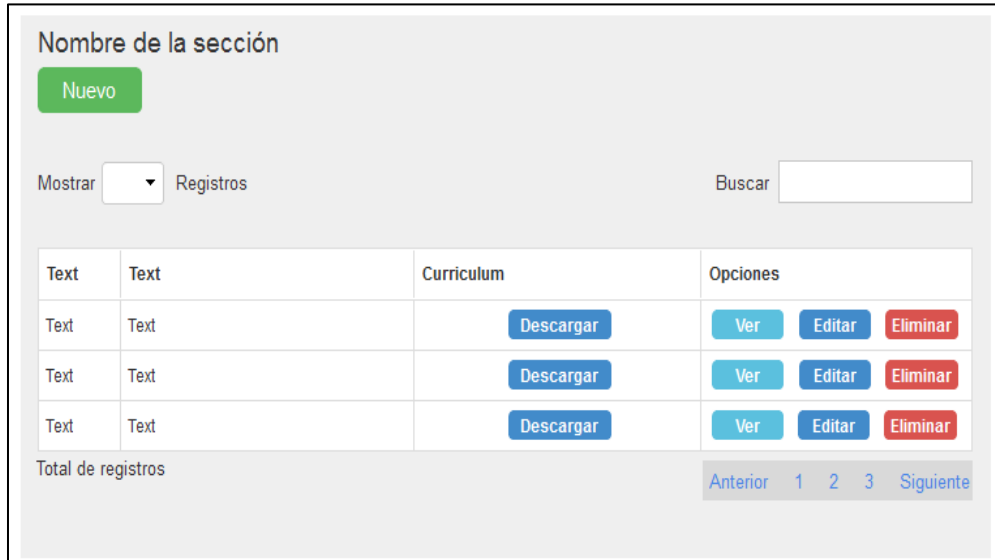 Nombre de la sección
Nuevo
Mostrar Registros Buscar
Text Text Curriculum Opciones
Text Text Descargar Ver Editar Eliminar
Text Text Descargar Ver Editar Eliminar
Text Text Descargar Ver Editar Eliminar
Total de registros
Anterior 1 2 3 Siguiente